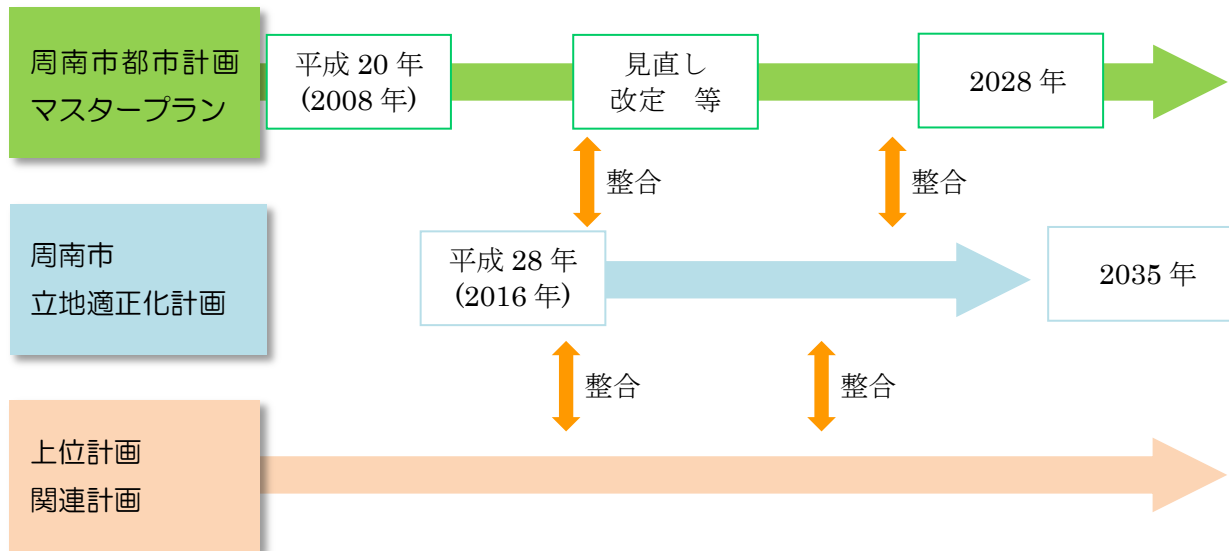 周南市都市計画
マスタープラン
平成 20 年
(2008 年)
見直し
改定　等
2028 年
整合
整合
周南市
立地適正化計画
平成 28 年
(2016 年)
2035 年
整合
整合
上位計画
関連計画